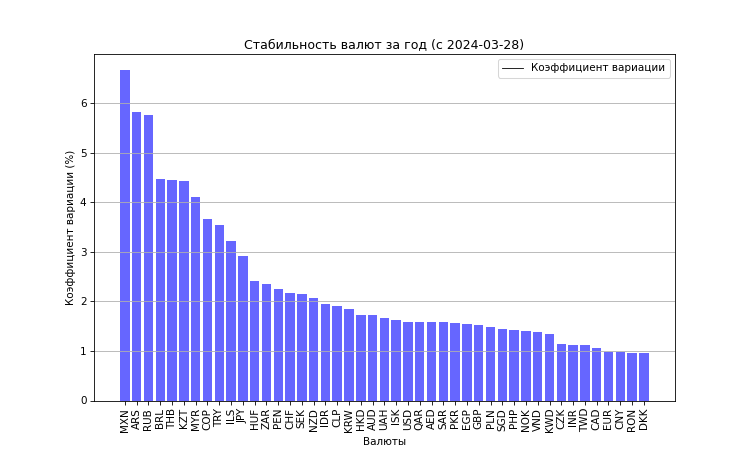 Стабильность валют за год (с 2024-03-28)
Коэффициент вариации
Коэффициент вариации (%)
6
5
4
3
2
1
0
MXN
ARS
RUB
BRL
THB
KZT
MYR
COP
TRY
ILS
JPY
HUF
ZAR
PEN
CHF
SEK
NZD
IDR
CLP
KRW
HKD
AUD
UAH
ISK
USD
QAR
AED
SAR
PKR
EGP
GBP
PLN
SGD
PHP
NOK
VND
KWD
CZK
INR
TWD
CAD
EUR
CNY
RON
DKK
Валюты